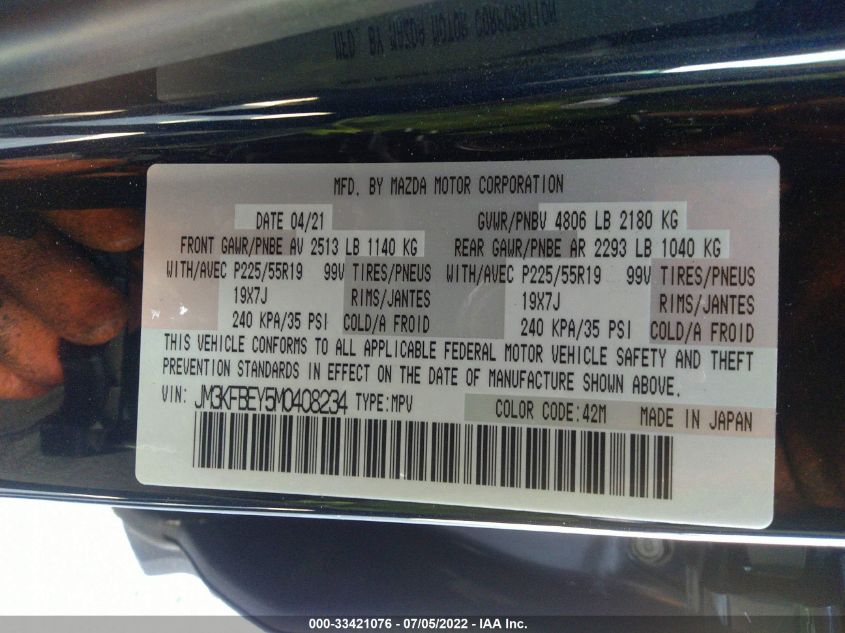 MFD. BY MAZDA MOTOR CORPORATION
DATE 04/21 GVWR/PNBV 4806 LB 2180 KG
FRONT GAWR/PNBE AV 2513 LB 1140 KG REAR GAWR/PNBE AR 2293 LB 1040 KG
WITH/AVEC P225/55R19 99V TIRES/PNEUS WITH/AVEC P225/55R19 99V TIRES/PNEUS
19X7J RIMS/JANTES 19X7J RIMS/JANTES
240 KPA/35 PSI COLD/A FROID 240 KPA/35 PSI COLD/A FROID
THIS VEHICLE CONFORMS TO ALL APPLICABLE FEDERAL MOTOR VEHICLE SAFETY AND THEFT
PREVENTION STANDARDS IN EFFECT ON THE DATE OF MANUFACTURE SHOWN ABOVE.
VIN: JM3KFBEY5M0408234 TYPE:MPV COLOR CODE:42M MADE IN JAPAN
000-33421076 - 07/05/2022 - IAA Inc.